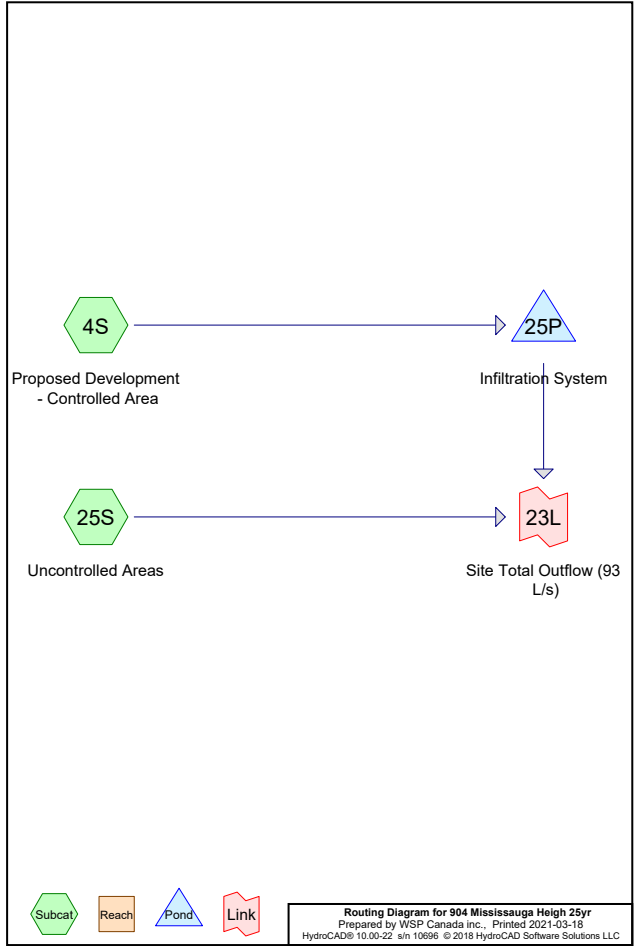 4S
25P
Proposed Development
- Controlled Area
Infiltration System
25S
23L
Uncontrolled Areas
Site Total Outflow (93
L/s)
Subcat
Reach
Pond
Link
Routing Diagram for 904 Mississauga Heigh 25yr
Prepared by WSP Canada inc., Printed 2021-03-18
HydroCAD® 10.00-22 s/n 10696 © 2018 HydroCAD Software Solutions LLC